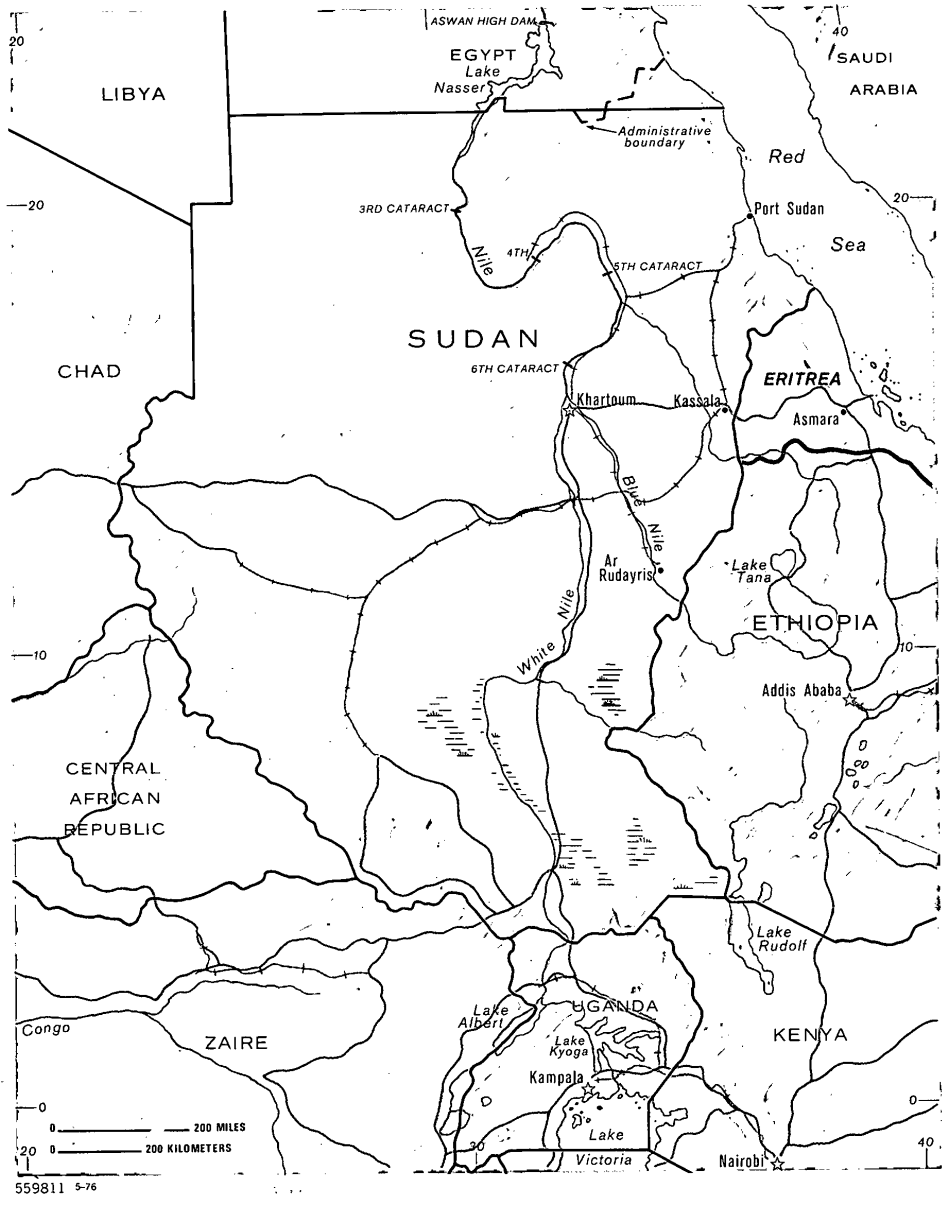 ASWAN HIGH DAM
20
40
EGYPT
SAUDI
ARABIA
Lake
Nasser
LIBYA
Administrative
boundary
Red
Sea
20
3RD CATARACT
20
Port Sudan
Nile
4TH
5TH CATARACT
SUDAN
CHAD
6TH CATARACT
ERITREA
Khartoum
Kassala
Asmara
Blue
Nile
Ar
Rudayris
Lake
Tana
Nile
White
ETHIOPIA
10
10
Addis Ababa
CENTRAL
AFRICAN
REPUBLIC
Lake
Rudolf
Lake
Albert
UGANDA
Congo
ZAIRE
Lake
Kyoga
KENYA
Kampala
0
0
0 200 MILES
0 200 KILOMETERS
Lake
Victoria
Nairobi
20
30
40
559811 5-76